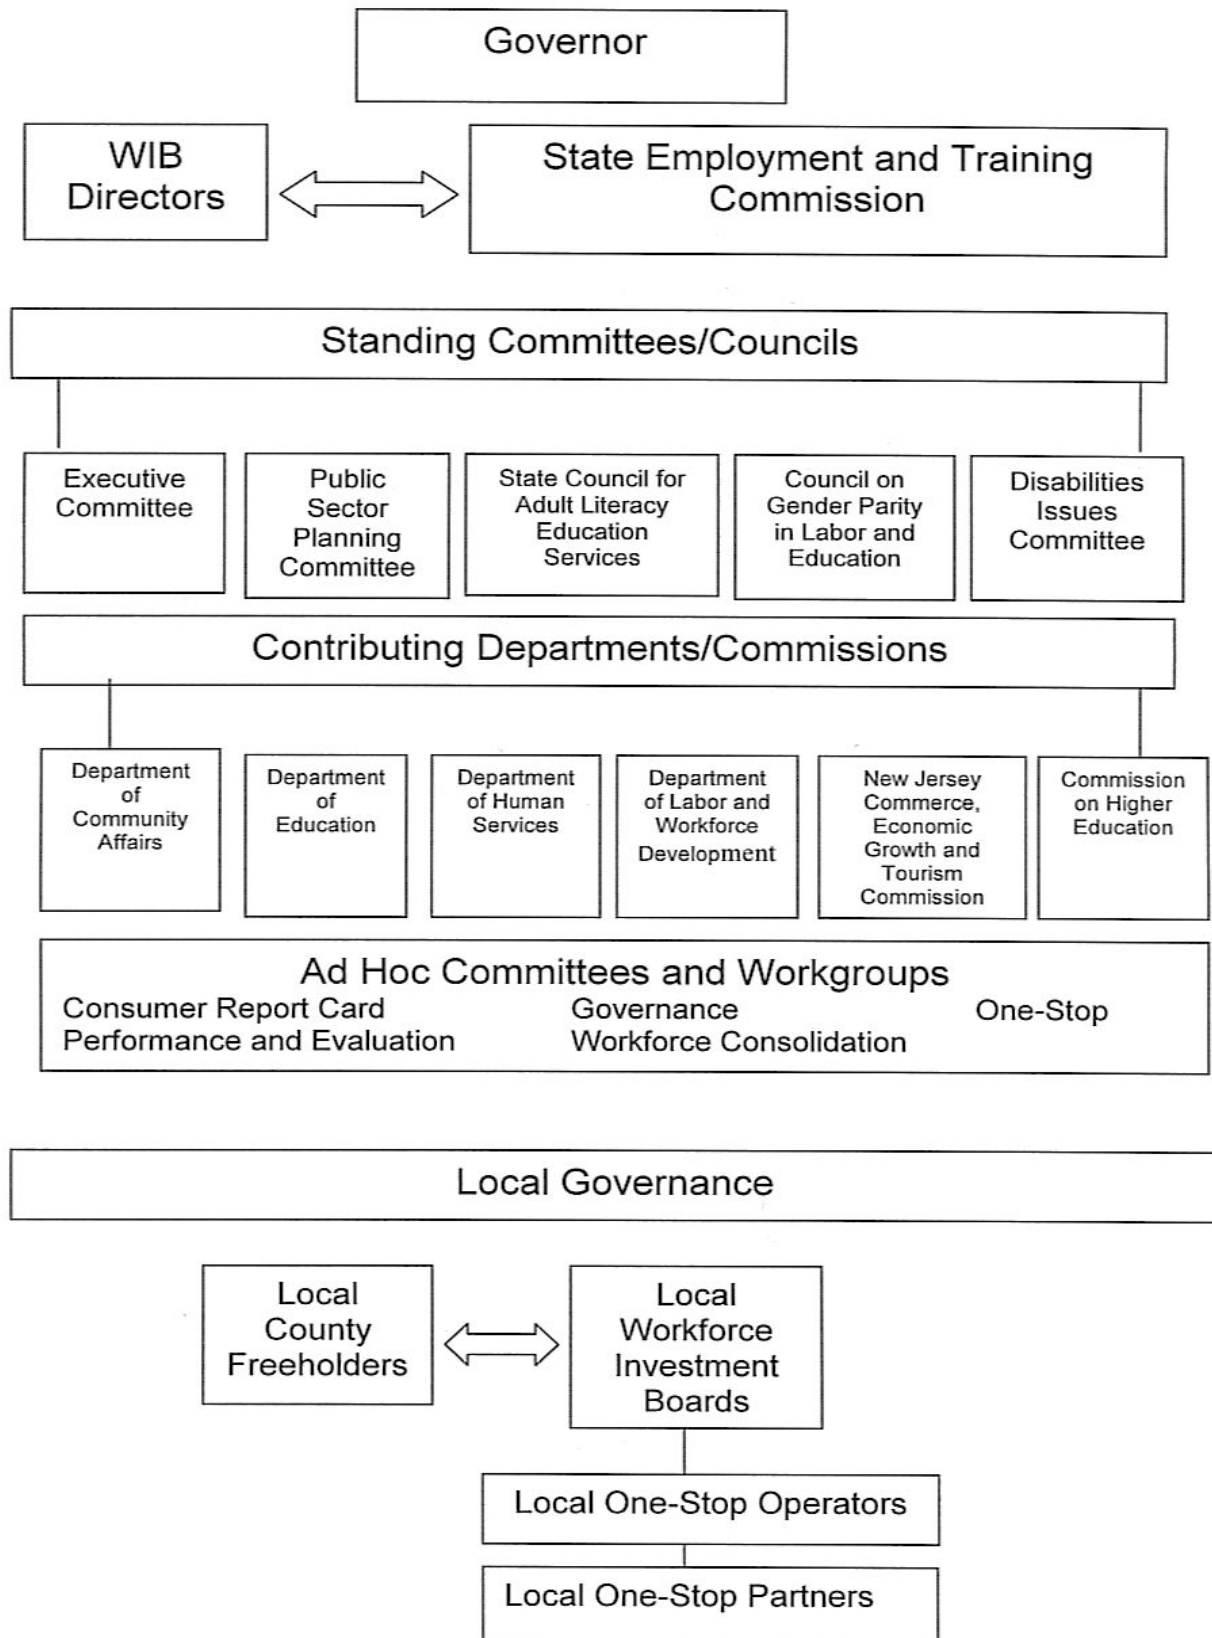 Governor
WIB
Directors
State Employment and Training
Commission
Standing Committees/Councils
Executive
Committee
Public
Sector
Planning
Committee
State Council for
Adult Literacy
Education
Services
Council on
Gender Parity
in Labor and
Education
Disabilities
Issues
Committee
Contributing Departments/Commissions
Department
of
Community
Affairs
Department
of
Education
Department
of Human
Services
Department
of Labor and
Workforce
Development
New Jersey
Commerce,
Economic
Growth and
Tourism
Commission
Commission
on Higher
Education
Ad Hoc Committees and Workgroups
Consumer Report Card Governance One-Stop
Performance and Evaluation Workforce Consolidation
Local Governance
Local
County
Freeholders
Local
Workforce
Investment
Boards
Local One-Stop Operators
Local One-Stop Partners